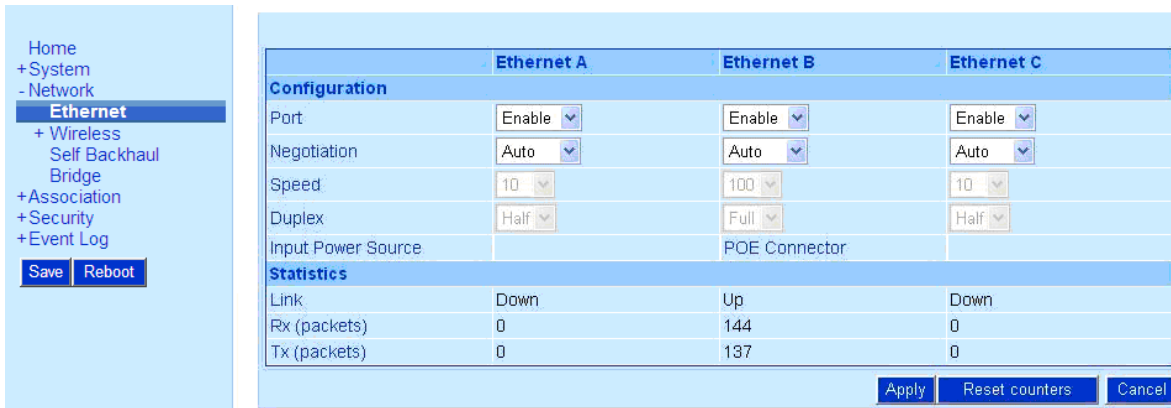 Home
+System
- Network
Ethernet
+ Wireless
Self Backhaul
Bridge
+Association
+Security
+Event Log
Save Reboot
Ethernet A Ethernet B Ethernet C
Configuration
Port Enable Enable Enable
Negotiation Auto Auto Auto
Speed 10 100 10
Duplex Half Full Half
Input Power Source POE Connector
Statistics
Link Down Up Down
Rx (packets) 0 144 0
Tx (packets) 0 137 0
Apply Reset counters Cancel